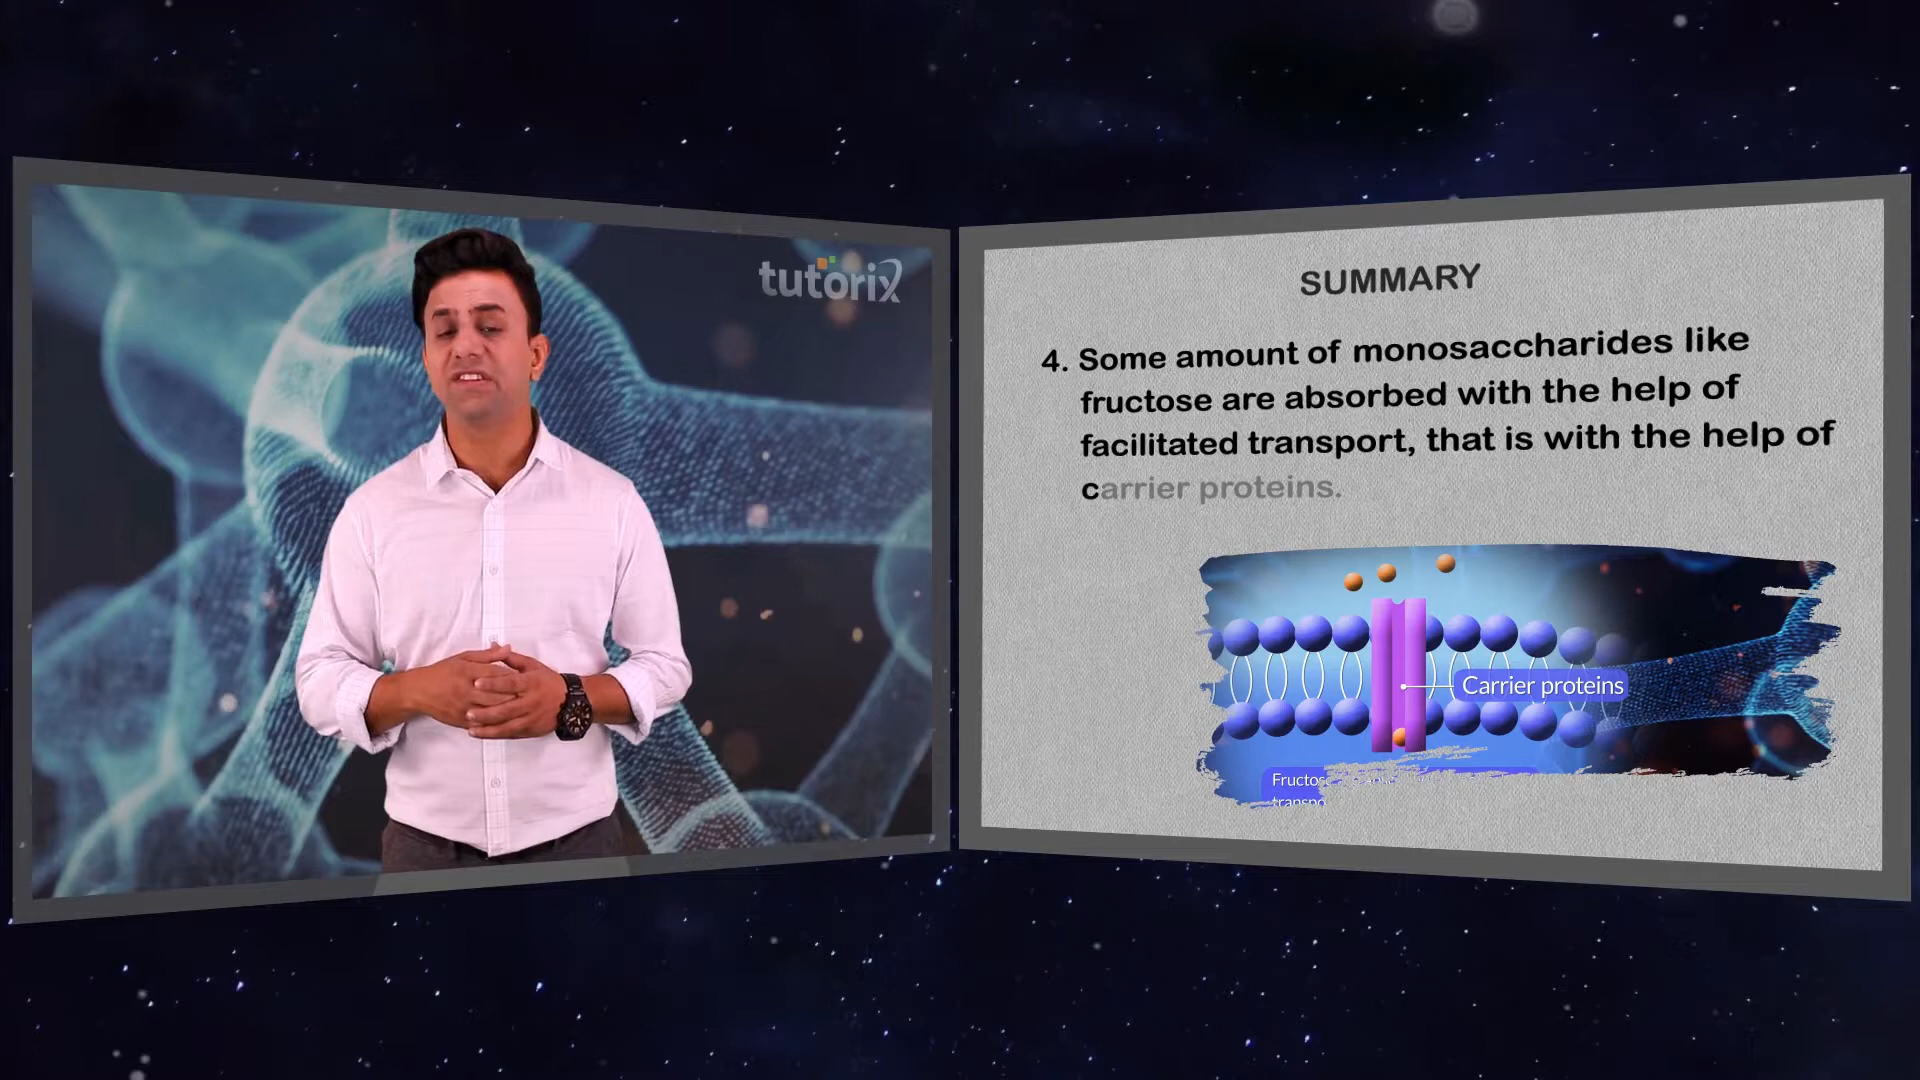 tutorix
SUMMARY
4. Some amount of monosaccharides like
fructose are absorbed with the help of
facilitated transport, that is with the help of
carrier proteins.
Carrier proteins